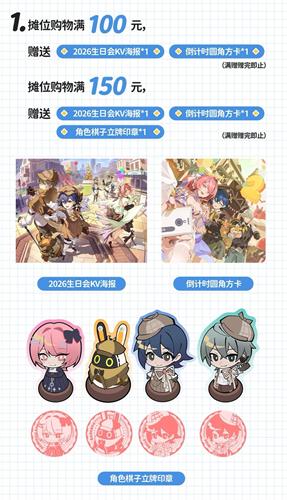 1.摊位购物满100元，
赠送 2026生日会KV海报*1 倒计时圆角方卡*1
(满赠赠完即止)
摊位购物满150元，
赠送 2026生日会KV海报*1 倒计时圆角方卡*1
角色棋子立牌印章*1 (满赠赠完即止)
2026生日会KV海报 倒计时圆角方卡
角色棋子立牌印章